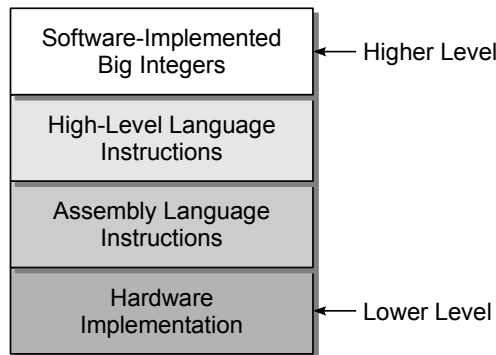 Software-Implemented
Big Integers
Higher Level
High-Level Language
Instructions
Assembly Language
Instructions
Hardware
Implementation
Lower Level